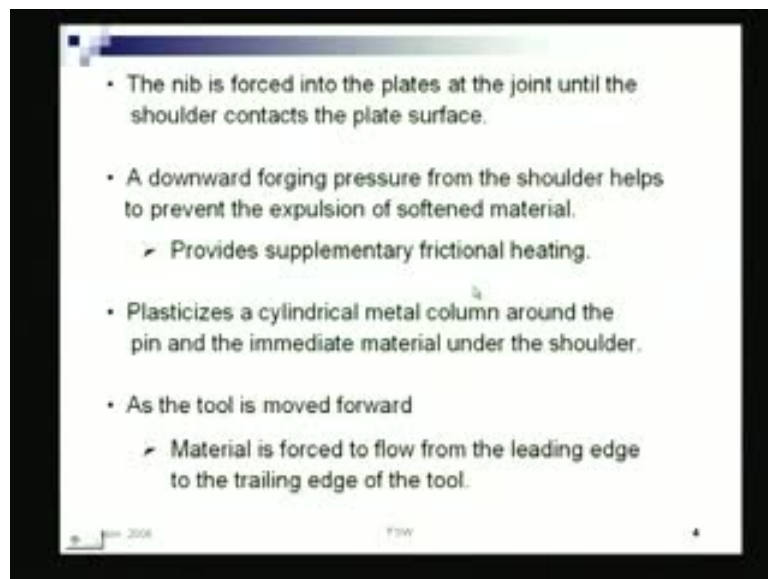 • The nib is forced into the plates at the joint until the
shoulder contacts the plate surface.
• A downward forging pressure from the shoulder helps
to prevent the expulsion of softened material.
➢ Provides supplementary frictional heating.
• Plasticizes a cylindrical metal column around the
pin and the immediate material under the shoulder.
• As the tool is moved forward
➢ Material is forced to flow from the leading edge
to the trailing edge of the tool.
2008 FSW 4